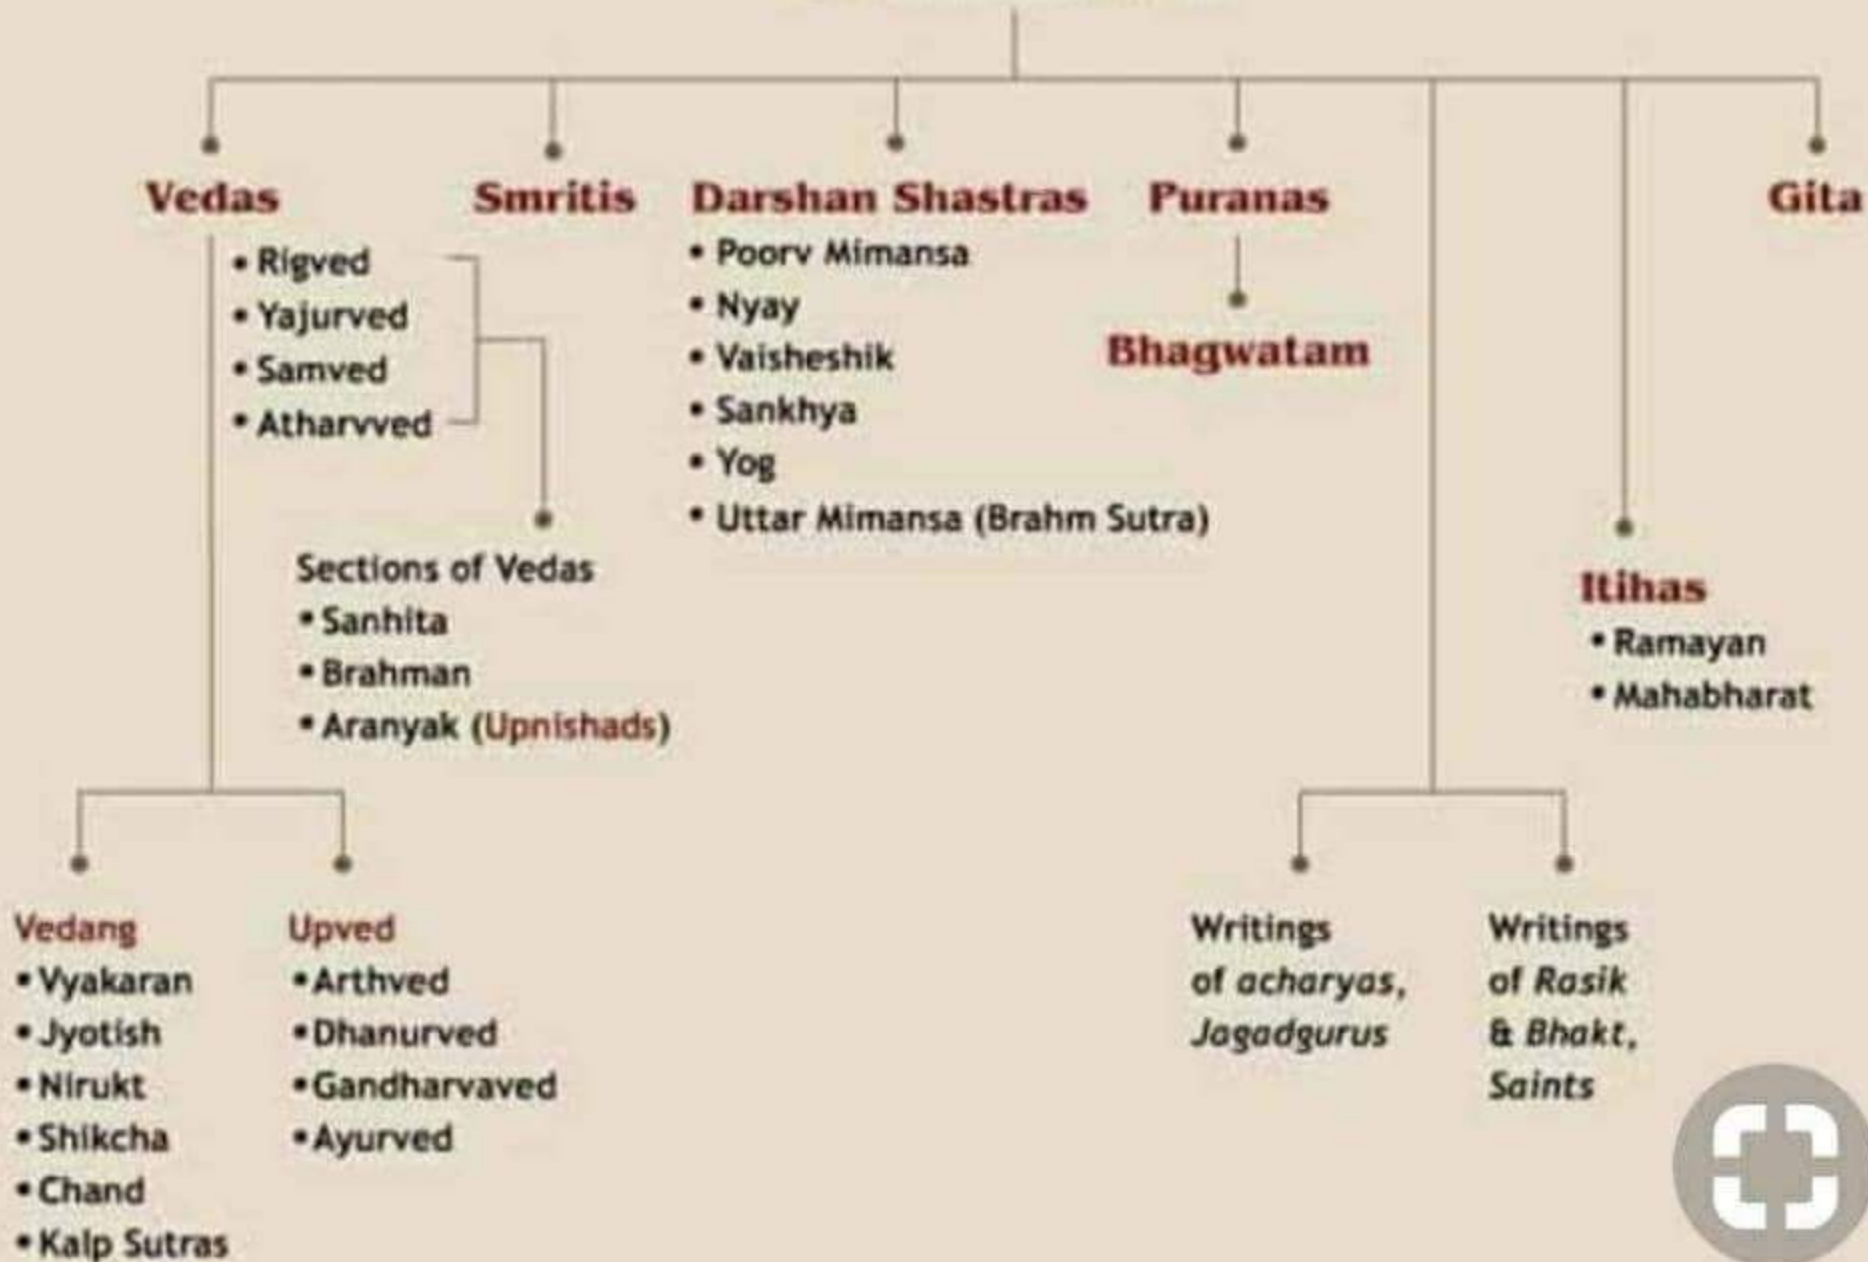 Vedas
• Rigved
• Yajurved
• Samved
• Atharvved
Sections of Vedas
• Sanhita
• Brahman
• Aranyak (Upnishads)
Vedang
• Vyakaran
• Jyotish
• Nirukt
• Shikcha
• Chand
• Kalp Sutras
Upved
• Arthved
• Dhanurved
• Gandharvaved
• Ayurved
Smritis
Darshan Shastras
• Poorv Mimansa
• Nyay
• Vaisheshik
• Sankhya
• Yog
• Uttar Mimansa (Brahm Sutra)
Puranas
Bhagwatam
Writings
of acharyas,
Jagadgurus
Writings
of Rasik
& Bhakt,
Saints
Itihas
• Ramayan
• Mahabharat
Gita